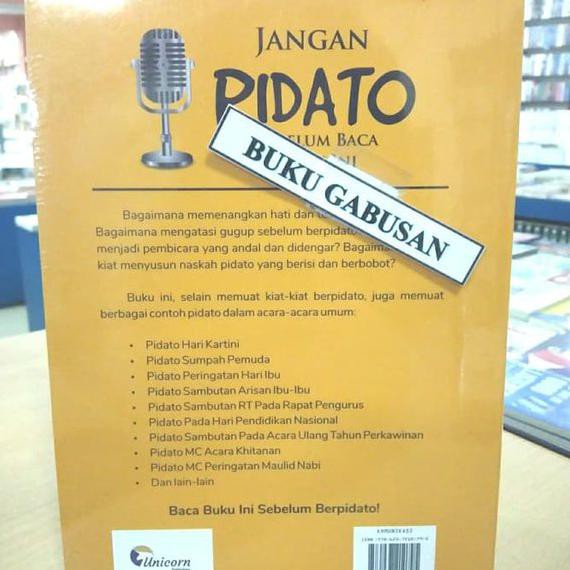 JANGAN
PIDATO
BELUM BACA
NI
BUKU GABUSAN
Bagaimana memenangkan hati dan
Bagaimana mengatasi gugup sebelum berpidato
menjadi pembicara yang andal dan didengar?
kiat menyusun naskah pidato yang berisi dan berbobot?
Buku ini, selain memuat kiat-kiat berpidato, juga memuat
berbagai contoh pidato dalam acara-acara umum:
• Pidato Hari Kartini
• Pidato Sumpah Pemuda
• Pidato Peringatan Hari Ibu
• Pidato Sambutan Arisan Ibu-Ibu
• Pidato Sambutan RT Pada Rapat Pengurus
• Pidato Pada Hari Pendidikan Nasional
• Pidato Sambutan Pada Acara Ulang Tahun Perkawinan
• Pidato MC Acara Khitanan
• Pidato MC Peringatan Maulid Nabi
• Dan lain-lain
Baca Buku Ini Sebelum Berpidato!
Unicorn
KOMUNIKASI